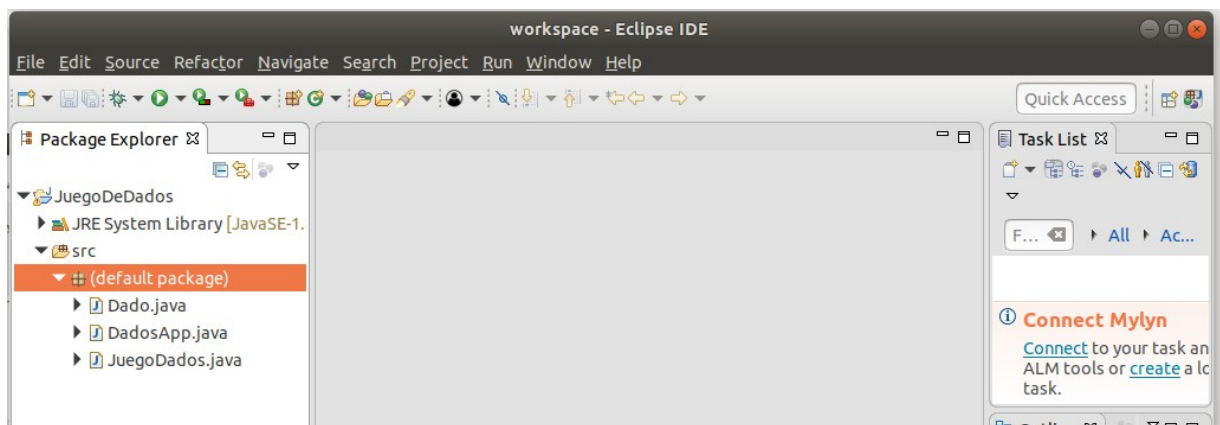 workspace - Eclipse IDE
File Edit Source Refactor Navigate Search Project Run Window Help
Quick Access
Package Explorer
Task List
JuegoDeDados
JRE System Library [JavaSE-1.
src
(default package)
Dado.java
DadosApp.java
JuegoDados.java
F... All Ac...
Connect Mylyn
Connect to your task an
ALM tools or create a lo
task.